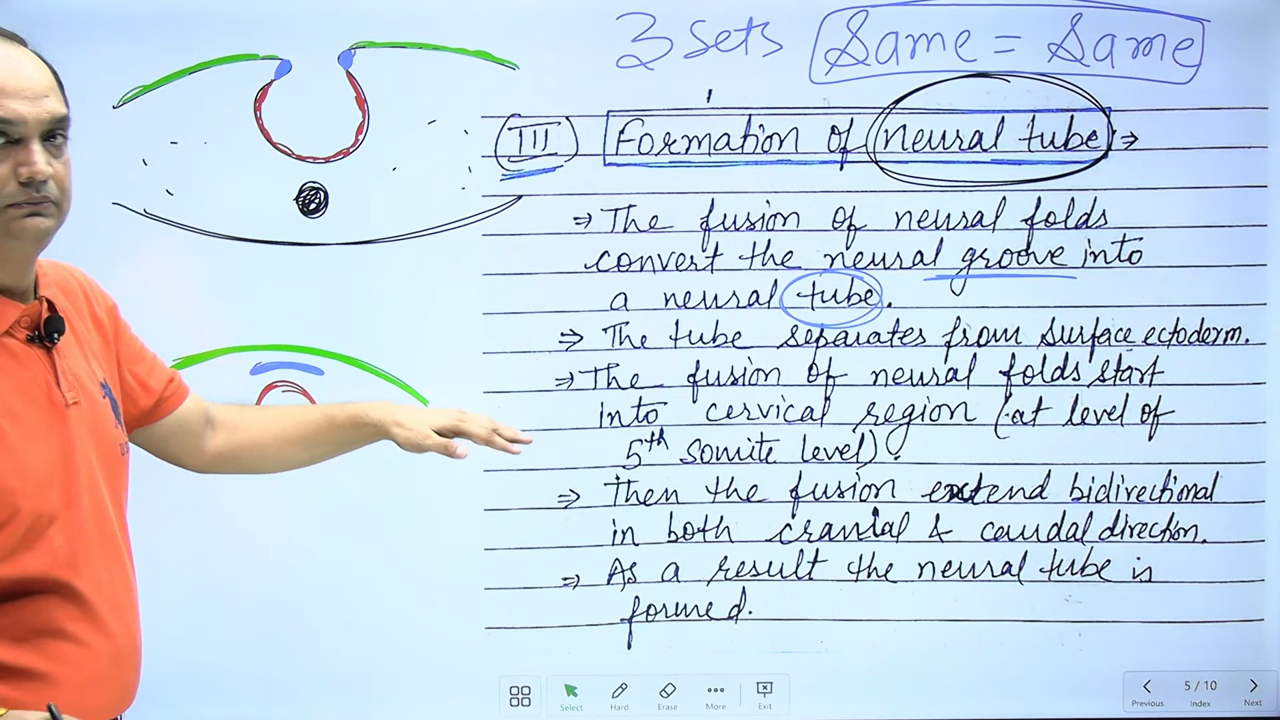 3 sets Same = Same
III Formation of neural tube ⇒
⇒ The fusion of neural folds
convert the neural groove into
a neural tube.
⇒ The tube separates from surface ectoderm.
⇒ The fusion of neural folds start
into cervical region (at level of
5th somite level).
⇒ Then the fusion extend bidirectional
in both cranial & caudal direction.
⇒ As a result the neural tube is
formed.
Select Hard Erase More Exit
Previous 5 / 10 Index Next